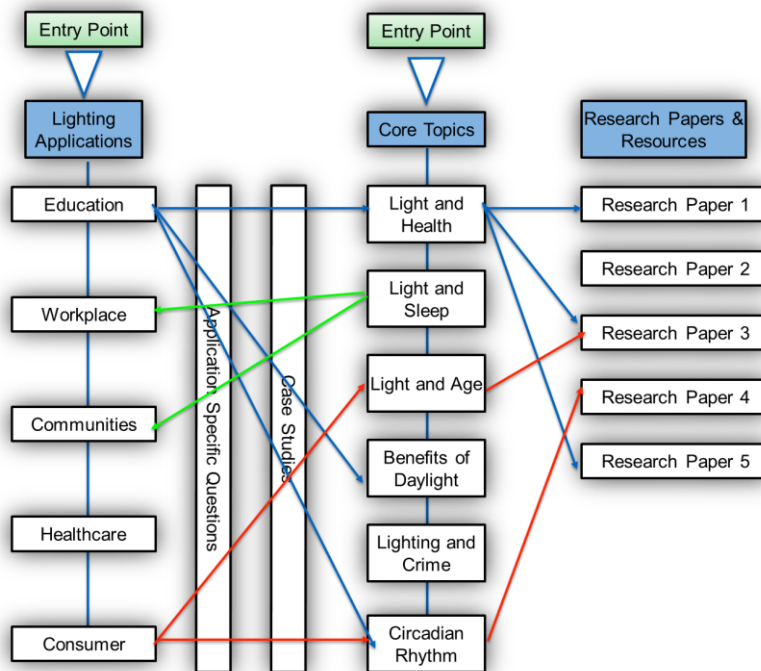 Entry Point
Entry Point
Lighting
Applications
Core Topics
Research Papers &
Resources
Education
Workplace
Communities
Healthcare
Consumer
Application Specific Questions
Case Studies
Light and
Health
Light and
Sleep
Light and Age
Benefits of
Daylight
Lighting and
Crime
Circadian
Rhythm
Research Paper 1
Research Paper 2
Research Paper 3
Research Paper 4
Research Paper 5